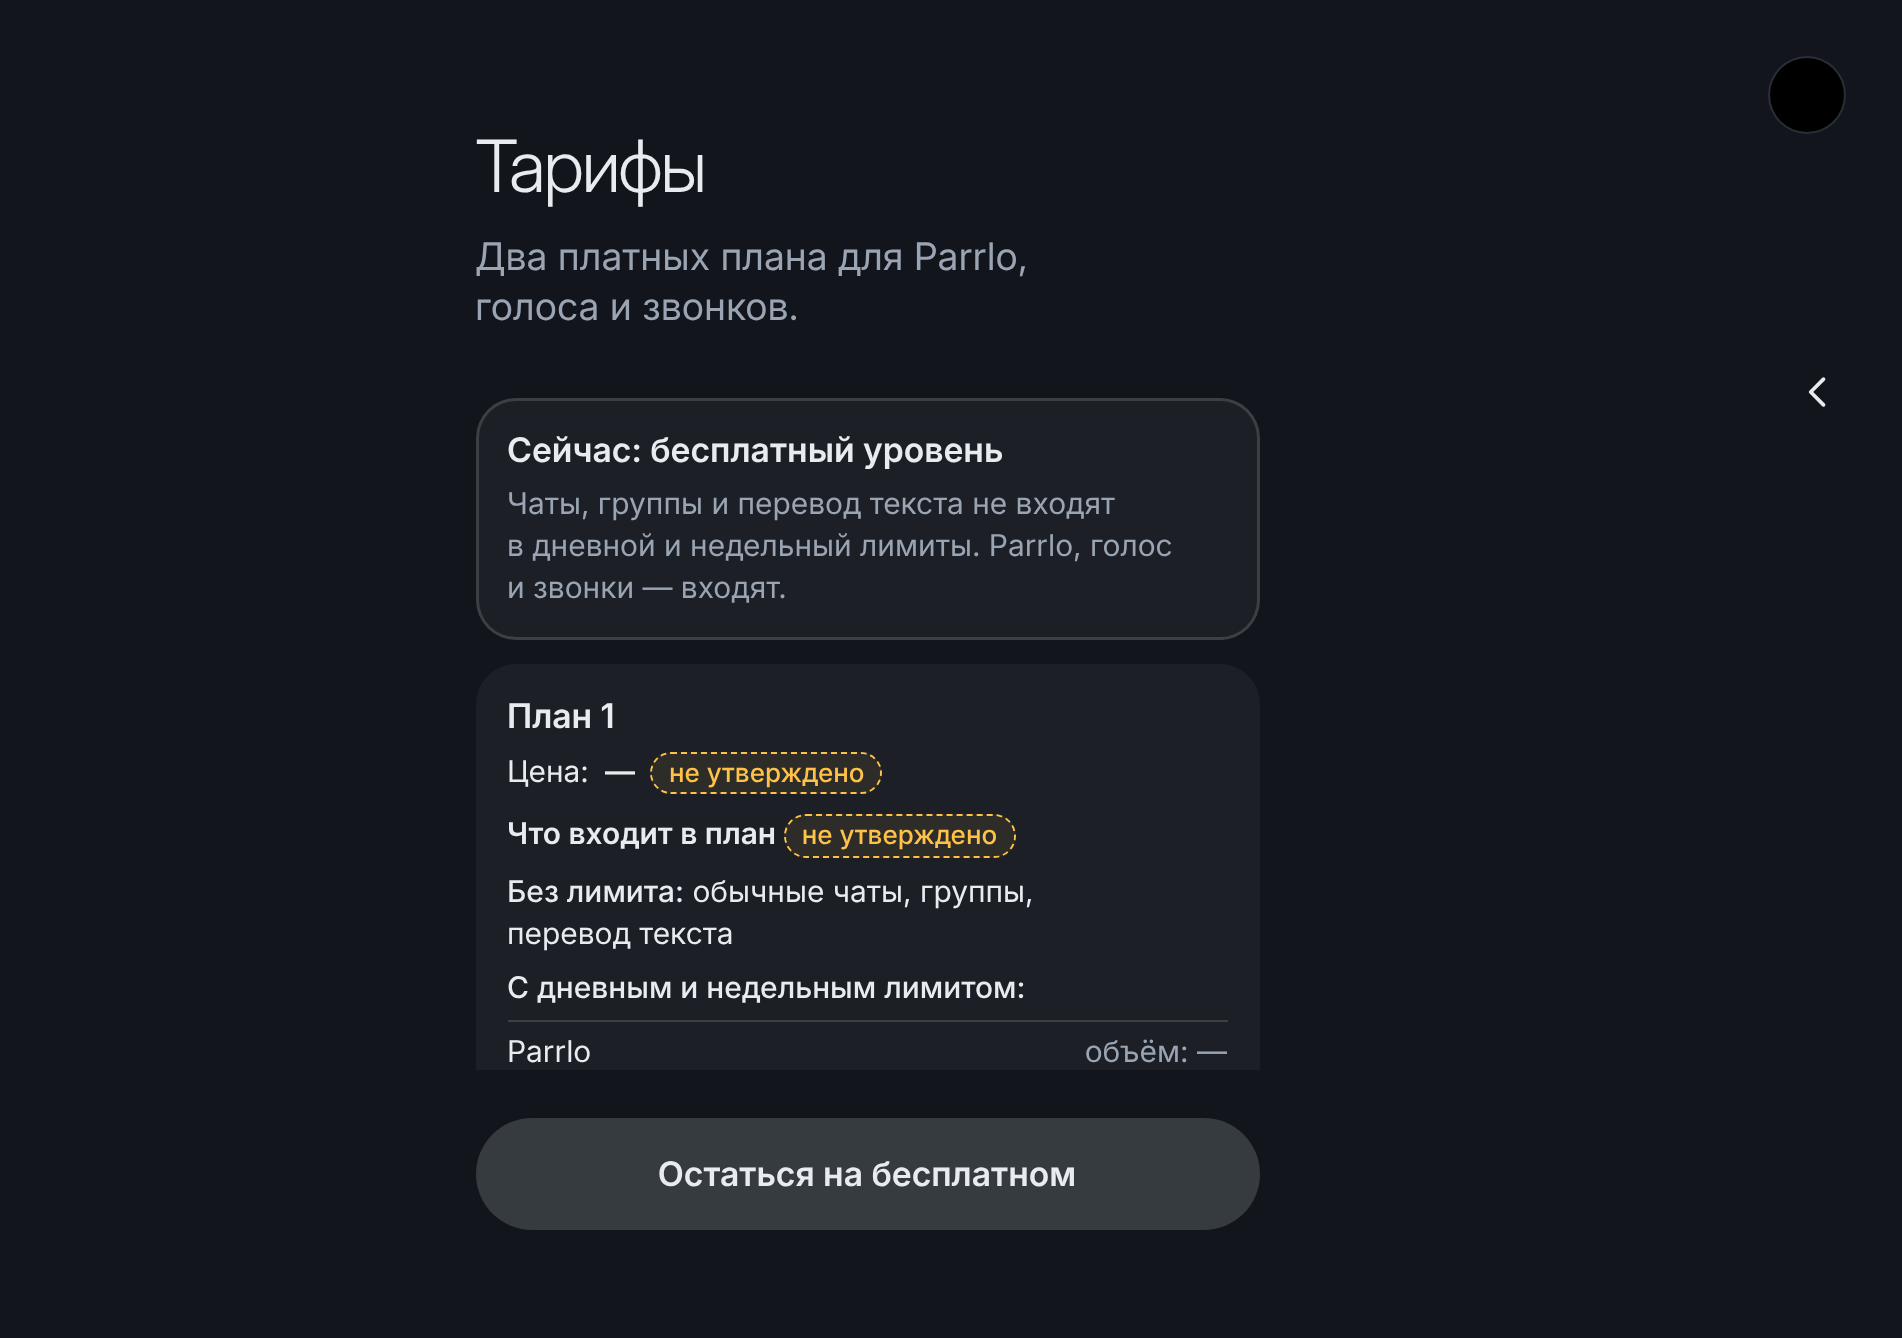 Тарифы
Два платных плана для Parrlo,
голоса и звонков.
Сейчас: бесплатный уровень
Чаты, группы и перевод текста не входят
в дневной и недельный лимиты. Parrlo, голос
и звонки — входят.
План 1
Цена: — не утверждено
Что входит в план не утверждено
Без лимита: обычные чаты, группы,
перевод текста
С дневным и недельным лимитом:
Parrlo объём: —
Остаться на бесплатном